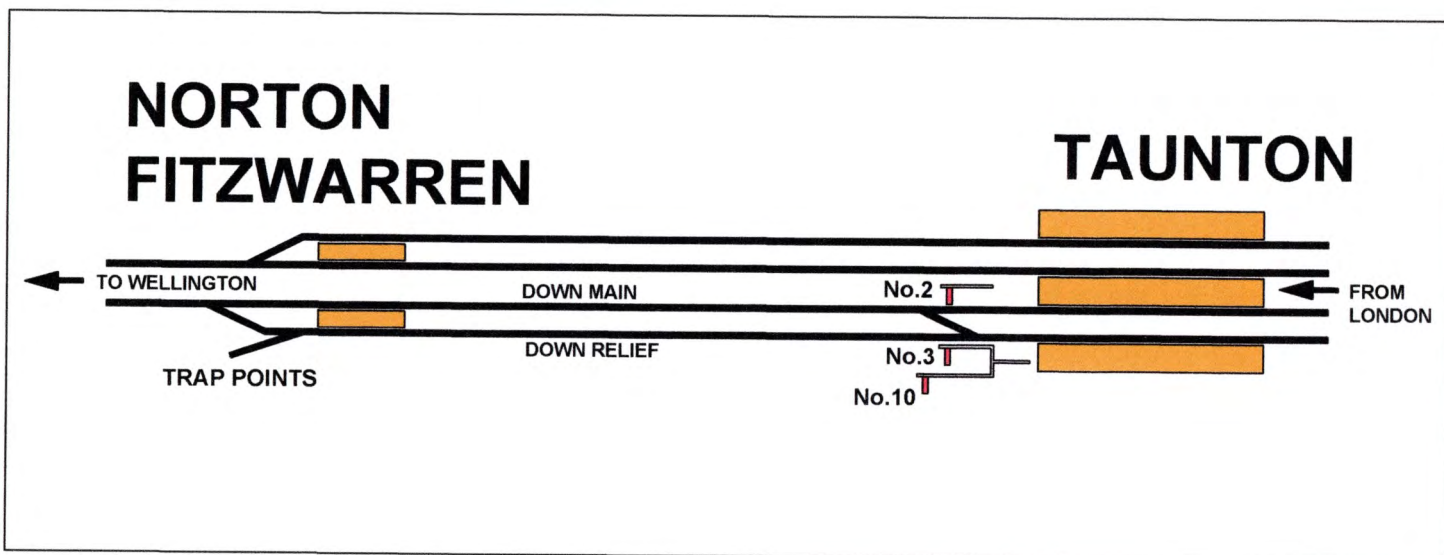 NORTON
FITZWARREN
TAUNTON
TO WELLINGTON
DOWN MAIN
No.2
FROM
LONDON
DOWN RELIEF
No.3
TRAP POINTS
No.10